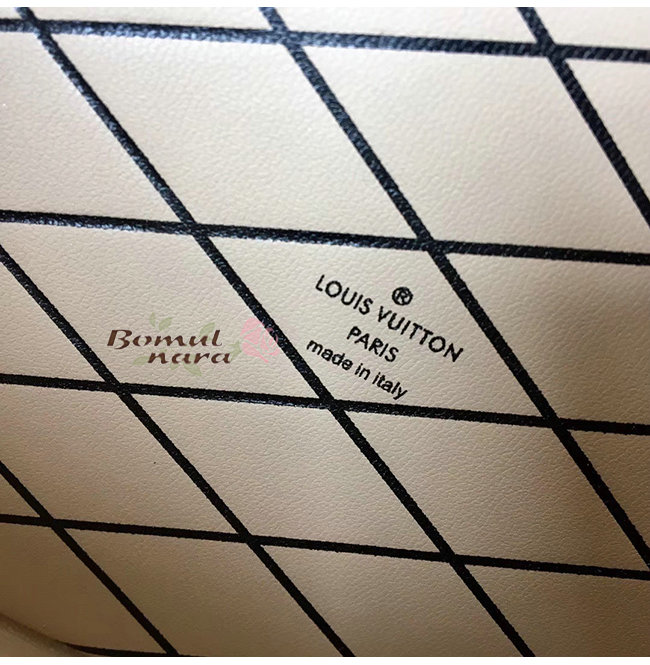 ®
LOUIS VUITTON
PARIS
made in italy
Bomul
nara